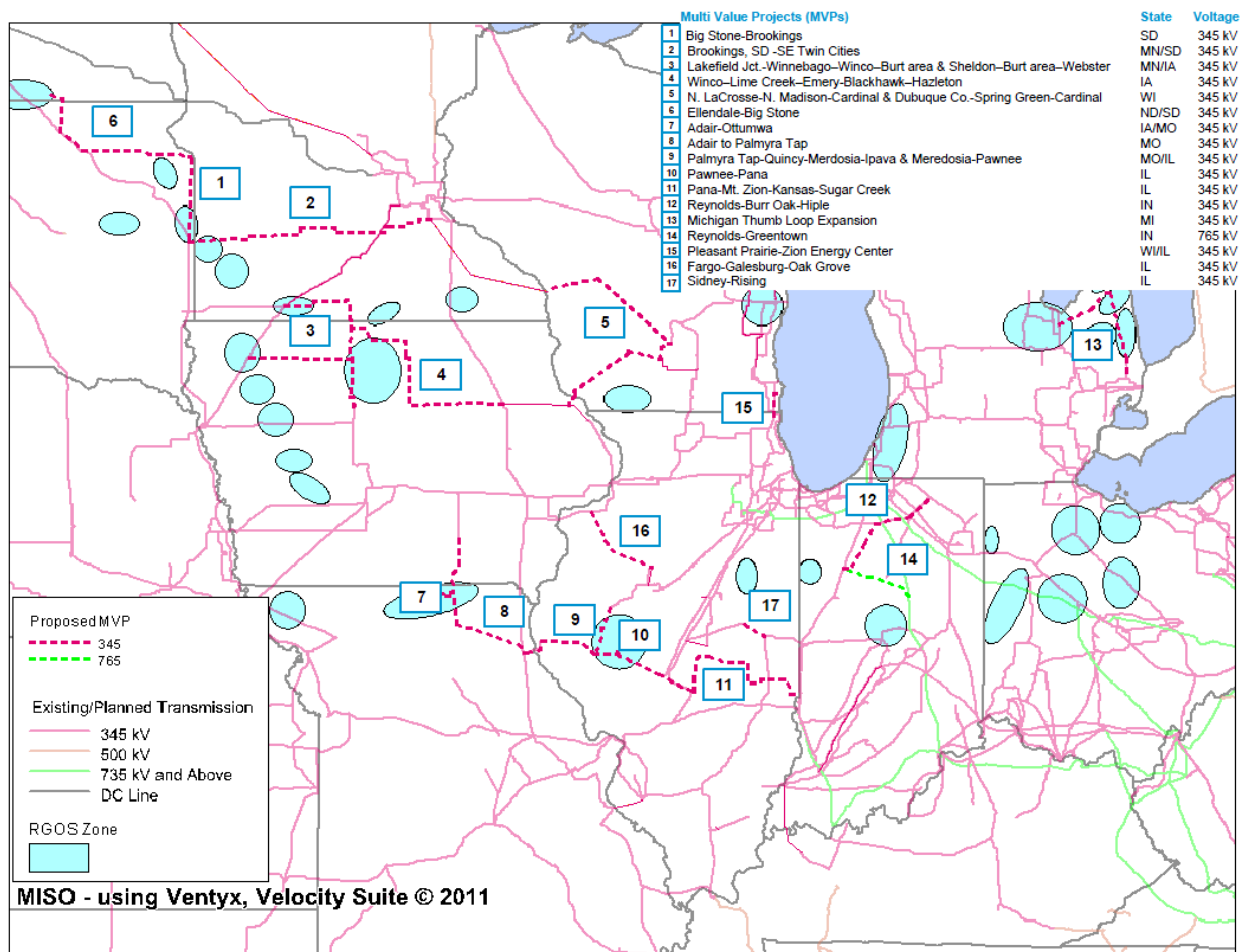 Multi Value Projects (MVPs) State Voltage
1 Big Stone-Brookings SD 345 kV
2 Brookings, SD -SE Twin Cities MN/SD 345 kV
3 Lakefield Jct.-Winnebago–Winco–Burt area & Sheldon–Burt area–Webster MN/IA 345 kV
4 Winco–Lime Creek–Emery-Blackhawk–Hazleton IA 345 kV
5 N. LaCrosse-N. Madison-Cardinal & Dubuque Co.-Spring Green-Cardinal WI 345 kV
6 Ellendale-Big Stone ND/SD 345 kV
7 Adair-Ottumwa IA/MO 345 kV
8 Adair to Palmyra Tap MO 345 kV
9 Palmyra Tap-Quincy-Merdosia-Ipava & Meredosia-Pawnee MO/IL 345 kV
10 Pawnee-Pana IL 345 kV
11 Pana-Mt. Zion-Kansas-Sugar Creek IL 345 kV
12 Reynolds-Burr Oak-Hiple IN 345 kV
13 Michigan Thumb Loop Expansion MI 345 kV
14 Reynolds-Greentown IN 765 kV
15 Pleasant Prairie-Zion Energy Center WI/IL 345 kV
16 Fargo-Galesburg-Oak Grove IL 345 kV
17 Sidney-Rising IL 345 kV
6
1
2
3
5
13
4
15
12
16
14
7
8
9
17
10
11
Proposed MVP
345
765
Existing/Planned Transmission
345 kV
500 kV
735 kV and Above
DC Line
RGOS Zone
MISO - using Ventyx, Velocity Suite © 2011